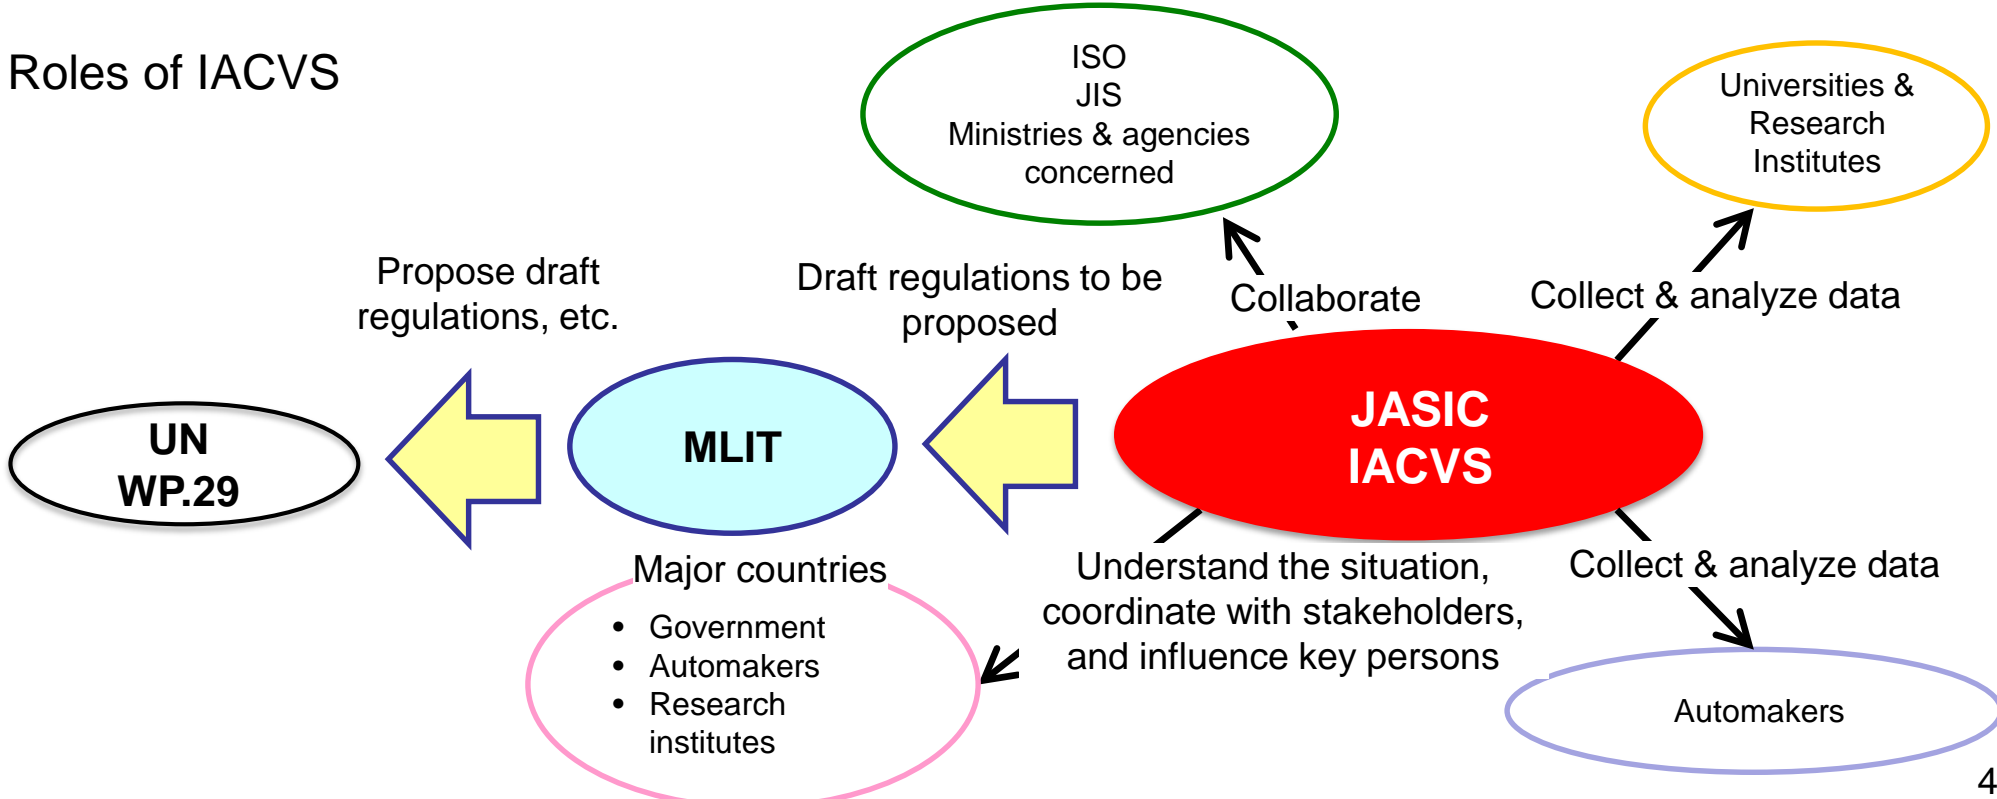 Roles of IACVS
ISO
JIS
Ministries & agencies
concerned
Universities &
Research
Institutes
Propose draft
regulations, etc.
Draft regulations to be
proposed
Collaborate
Collect & analyze data
UN
WP.29
MLIT
JASIC
IACVS
Major countries
• Government
• Automakers
• Research
institutes
Understand the situation,
coordinate with stakeholders,
and influence key persons
Collect & analyze data
Automakers
4